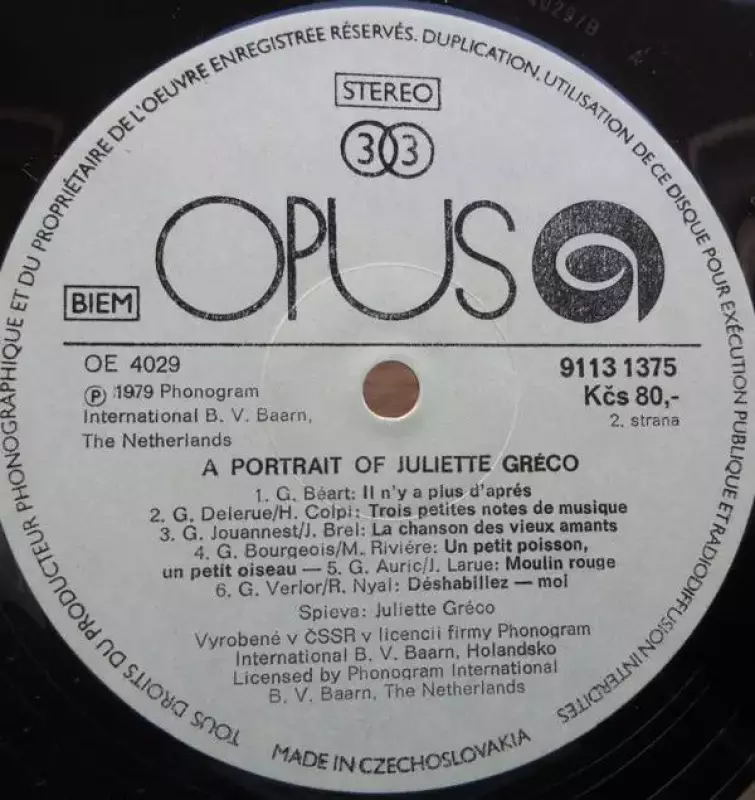 TOUS DROITS DU PRODUCTEUR PHONOGRAPHIQUE ET DU PROPRIÉTAIRE DE L'OEUVRE ENREGISTRÉE RÉSERVÉS. DUPLICATION, UTILISATION DE CE DISQUE POUR EXÉCUTION PUBLIQUE ET RADIODIFFUSION INTERDITES
STEREO
33
OPUS
BIEM
OE 4029
9113 1375
Ⓟ 1979 Phonogram
Kčs 80,-
International B. V. Baarn,
2. strana
The Netherlands
A PORTRAIT OF JULIETTE GRÉCO
1. G. Béart: Il n'y a plus d'aprés
2. G. Delerue/H. Colpi: Trois petites notes de musique
3. G. Jouannest/J. Brel: La chanson des vieux amants
4. G. Bourgeois/M. Riviére: Un petit poisson,
un petit oiseau — 5. G. Auric/J. Larue: Moulin rouge
6. G. Verlor/R. Nyal: Déshabillez — moi
Spieva: Juliette Gréco
Vyrobené v ČSSR v licencii firmy Phonogram
International B. V. Baarn, Holandsko
Licensed by Phonogram International
B. V. Baarn, The Netherlands
MADE IN CZECHOSLOVAKIA